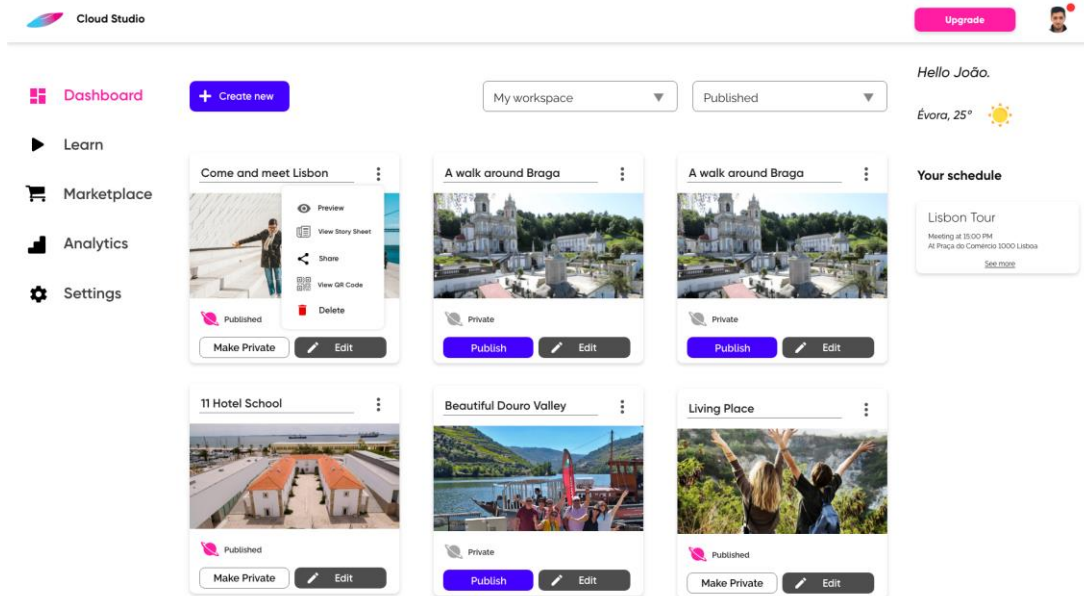 Cloud Studio
Upgrade
Dashboard
Learn
Marketplace
Analytics
Settings
Create new
My workspace
Published
Come and meet Lisbon
Preview
View Story Sheet
Share
View QR Code
Delete
Published
Make Private
Edit
A walk around Braga
Private
Publish
Edit
A walk around Braga
Private
Publish
Edit
11 Hotel School
Published
Make Private
Edit
Beautiful Douro Valley
Private
Publish
Edit
Living Place
Published
Make Private
Edit
Hello João.
Évora, 25º
Your schedule
Lisbon Tour
Meeting at 15:00 PM
At Praça do Comércio 1000 Lisboa
See more